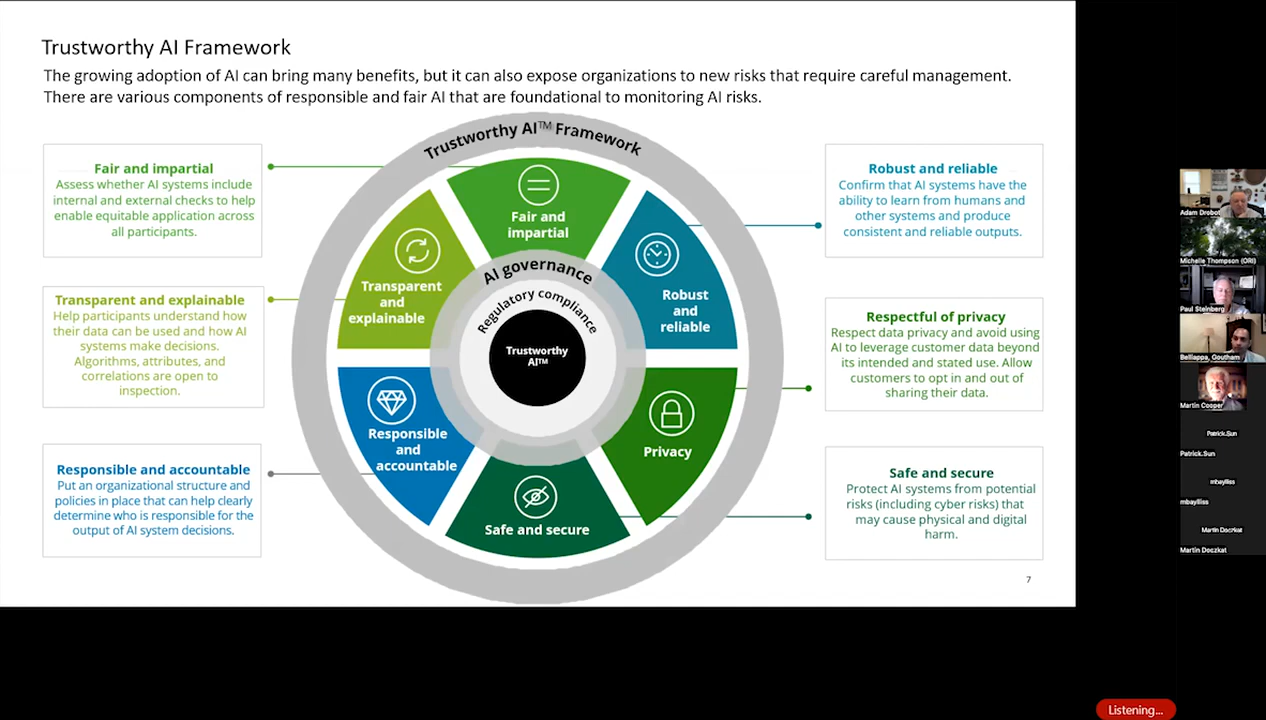 Trustworthy AI Framework
The growing adoption of AI can bring many benefits, but it can also expose organizations to new risks that require careful management.
There are various components of responsible and fair AI that are foundational to monitoring AI risks.
Fair and impartial
Assess whether AI systems include
internal and external checks to help
enable equitable application across
all participants.
Transparent and explainable
Help participants understand how
their data can be used and how AI
systems make decisions.
Algorithms, attributes, and
correlations are open to
inspection.
Responsible and accountable
Put an organizational structure and
policies in place that can help clearly
determine who is responsible for the
output of AI system decisions.
Trustworthy AI™ Framework
Fair and
impartial
Transparent
and
explainable
Robust
and
reliable
AI governance
Regulatory compliance
Trustworthy
AI™
Responsible
and
accountable
Privacy
Safe and secure
Robust and reliable
Confirm that AI systems have the
ability to learn from humans and
other systems and produce
consistent and reliable outputs.
Respectful of privacy
Respect data privacy and avoid using
AI to leverage customer data beyond
its intended and stated use. Allow
customers to opt in and out of
sharing their data.
Safe and secure
Protect AI systems from potential
risks (including cyber risks) that
may cause physical and digital
harm.
7
Adam Drobot
Michelle Thompson (ORI)
Paul Steinberg
Belliappa, Goutham
Martin Cooper
Patrick.Sun
Patrick.Sun
mbaylliss
mbaylliss
Martin Doczkat
Martin Doczkat
Listening...